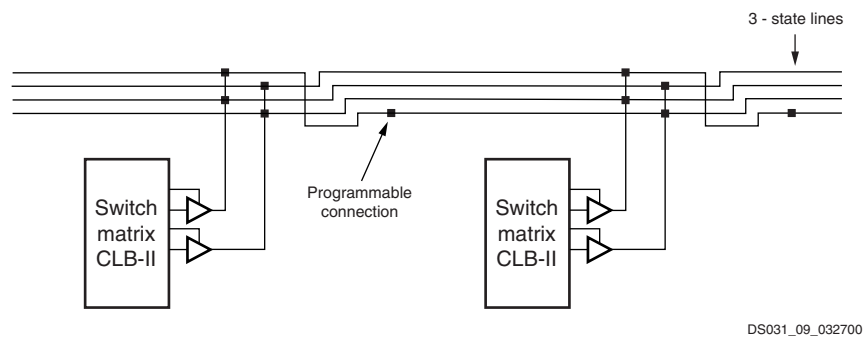 3 - state lines
Programmable
connection
Switch
matrix
CLB-II
Switch
matrix
CLB-II
DS031_09_032700